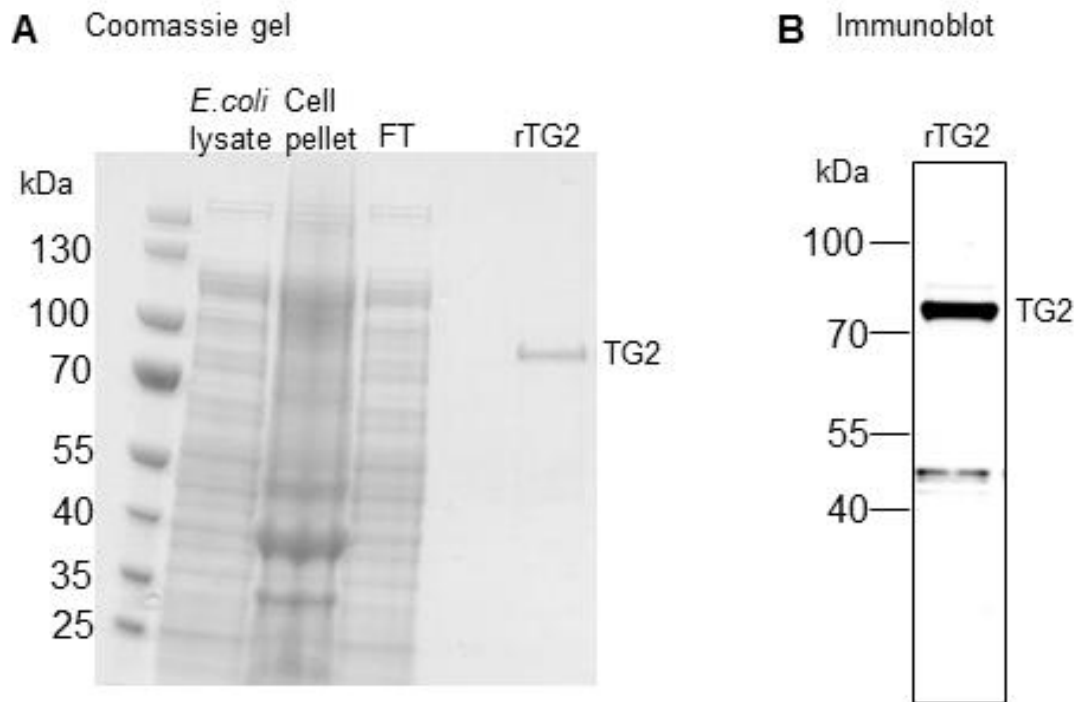 A Coomassie gel
E.coli Cell
lysate pellet FT rTG2
kDa
130
100
70
55
40
35
25
TG2
B Immunoblot
rTG2
kDa
100
70
55
40
TG2